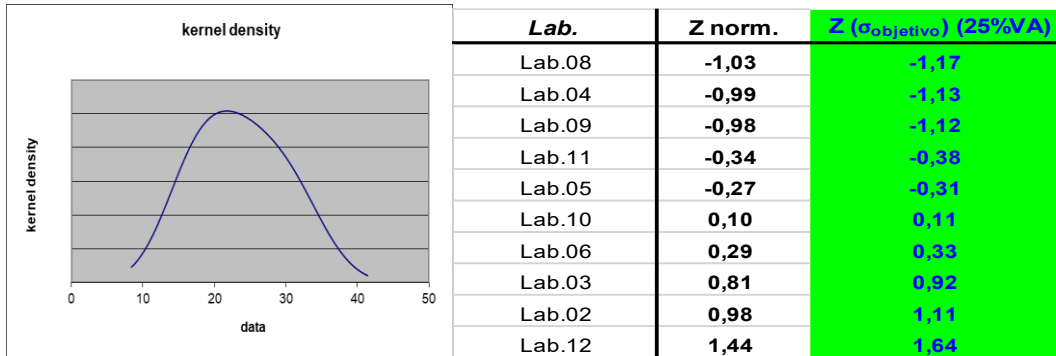 kernel density
kernel density
0 10 20 30 40 50
data
Lab. Z norm. Z (σobjetivo) (25%VA)
Lab.08 -1,03 -1,17
Lab.04 -0,99 -1,13
Lab.09 -0,98 -1,12
Lab.11 -0,34 -0,38
Lab.05 -0,27 -0,31
Lab.10 0,10 0,11
Lab.06 0,29 0,33
Lab.03 0,81 0,92
Lab.02 0,98 1,11
Lab.12 1,44 1,64